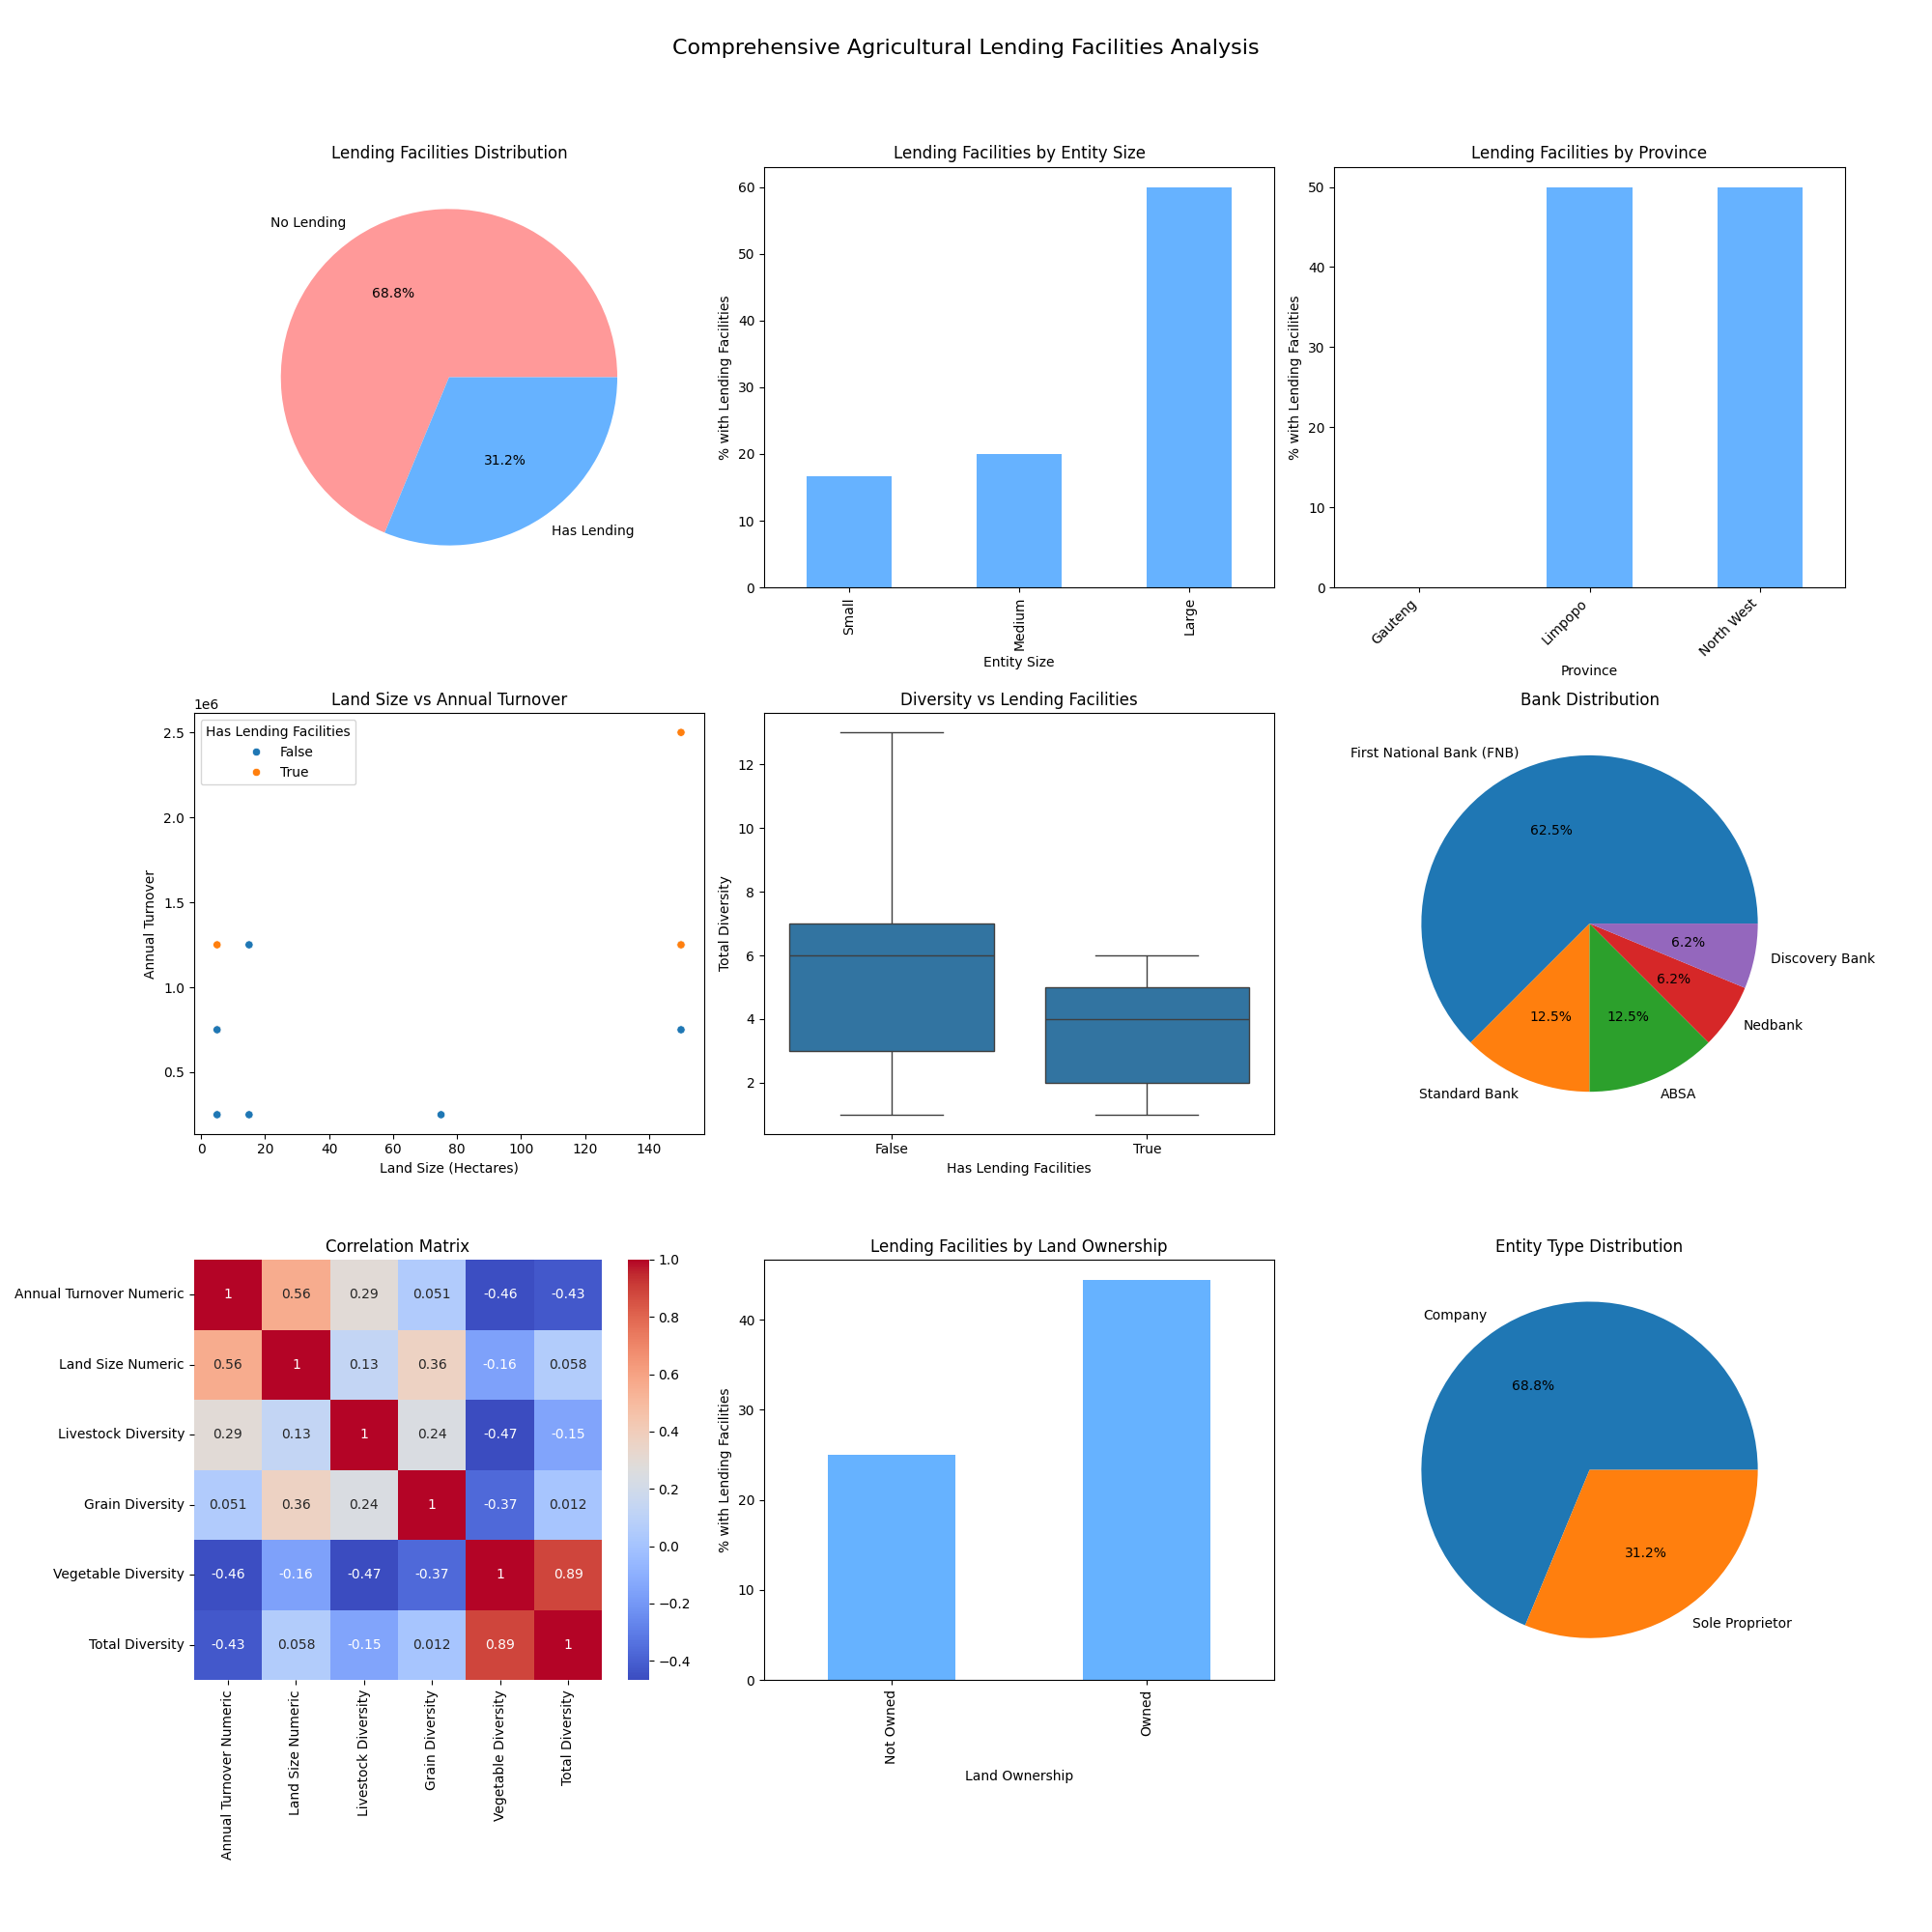 Comprehensive Agricultural Lending Facilities Analysis
Lending Facilities Distribution
No Lending
68.8%
31.2%
Has Lending
Lending Facilities by Entity Size
% with Lending Facilities
60
50
40
30
20
10
0
Small
Medium
Large
Entity Size
Lending Facilities by Province
% with Lending Facilities
50
40
30
20
10
0
Gauteng
Limpopo
North West
Province
Land Size vs Annual Turnover
1e6
Annual Turnover
2.5
2.0
1.5
1.0
0.5
Has Lending Facilities
False
True
0 20 40 60 80 100 120 140
Land Size (Hectares)
Diversity vs Lending Facilities
Total Diversity
12
10
8
6
4
2
False
True
Has Lending Facilities
Bank Distribution
First National Bank (FNB)
62.5%
6.2%
Discovery Bank
6.2%
Nedbank
12.5%
12.5%
Standard Bank
ABSA
Correlation Matrix
Annual Turnover Numeric 1 0.56 0.29 0.051 -0.46 -0.43
Land Size Numeric 0.56 1 0.13 0.36 -0.16 0.058
Livestock Diversity 0.29 0.13 1 0.24 -0.47 -0.15
Grain Diversity 0.051 0.36 0.24 1 -0.37 0.012
Vegetable Diversity -0.46 -0.16 -0.47 -0.37 1 0.89
Total Diversity -0.43 0.058 -0.15 0.012 0.89 1
Annual Turnover Numeric
Land Size Numeric
Livestock Diversity
Grain Diversity
Vegetable Diversity
Total Diversity
1.0
0.8
0.6
0.4
0.2
0.0
−0.2
−0.4
Lending Facilities by Land Ownership
% with Lending Facilities
40
30
20
10
0
Not Owned
Owned
Land Ownership
Entity Type Distribution
Company
68.8%
31.2%
Sole Proprietor